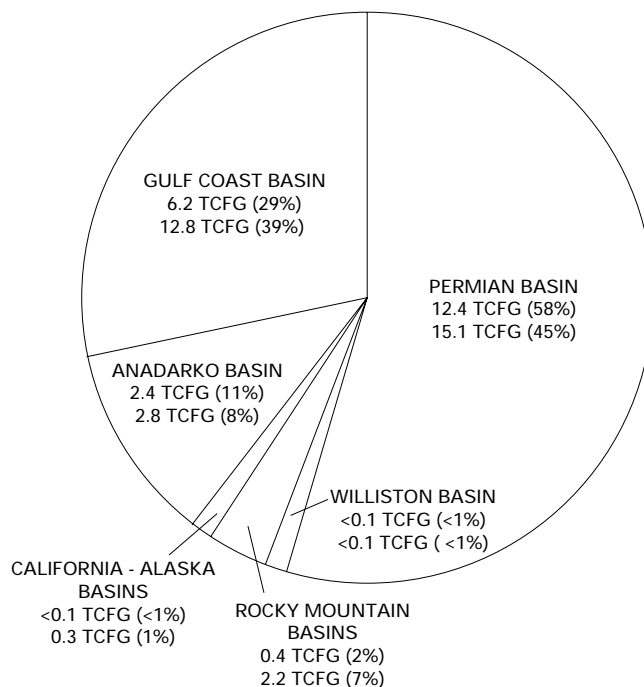 GULF COAST BASIN
6.2 TCFG (29%)
12.8 TCFG (39%)
PERMIAN BASIN
12.4 TCFG (58%)
15.1 TCFG (45%)
ANADARKO BASIN
2.4 TCFG (11%)
2.8 TCFG (8%)
WILLISTON BASIN
<0.1 TCFG (<1%)
<0.1 TCFG ( <1%)
CALIFORNIA - ALASKA
BASINS
<0.1 TCFG (<1%)
0.3 TCFG (1%)
ROCKY MOUNTAIN
BASINS
0.4 TCFG (2%)
2.2 TCFG (7%)